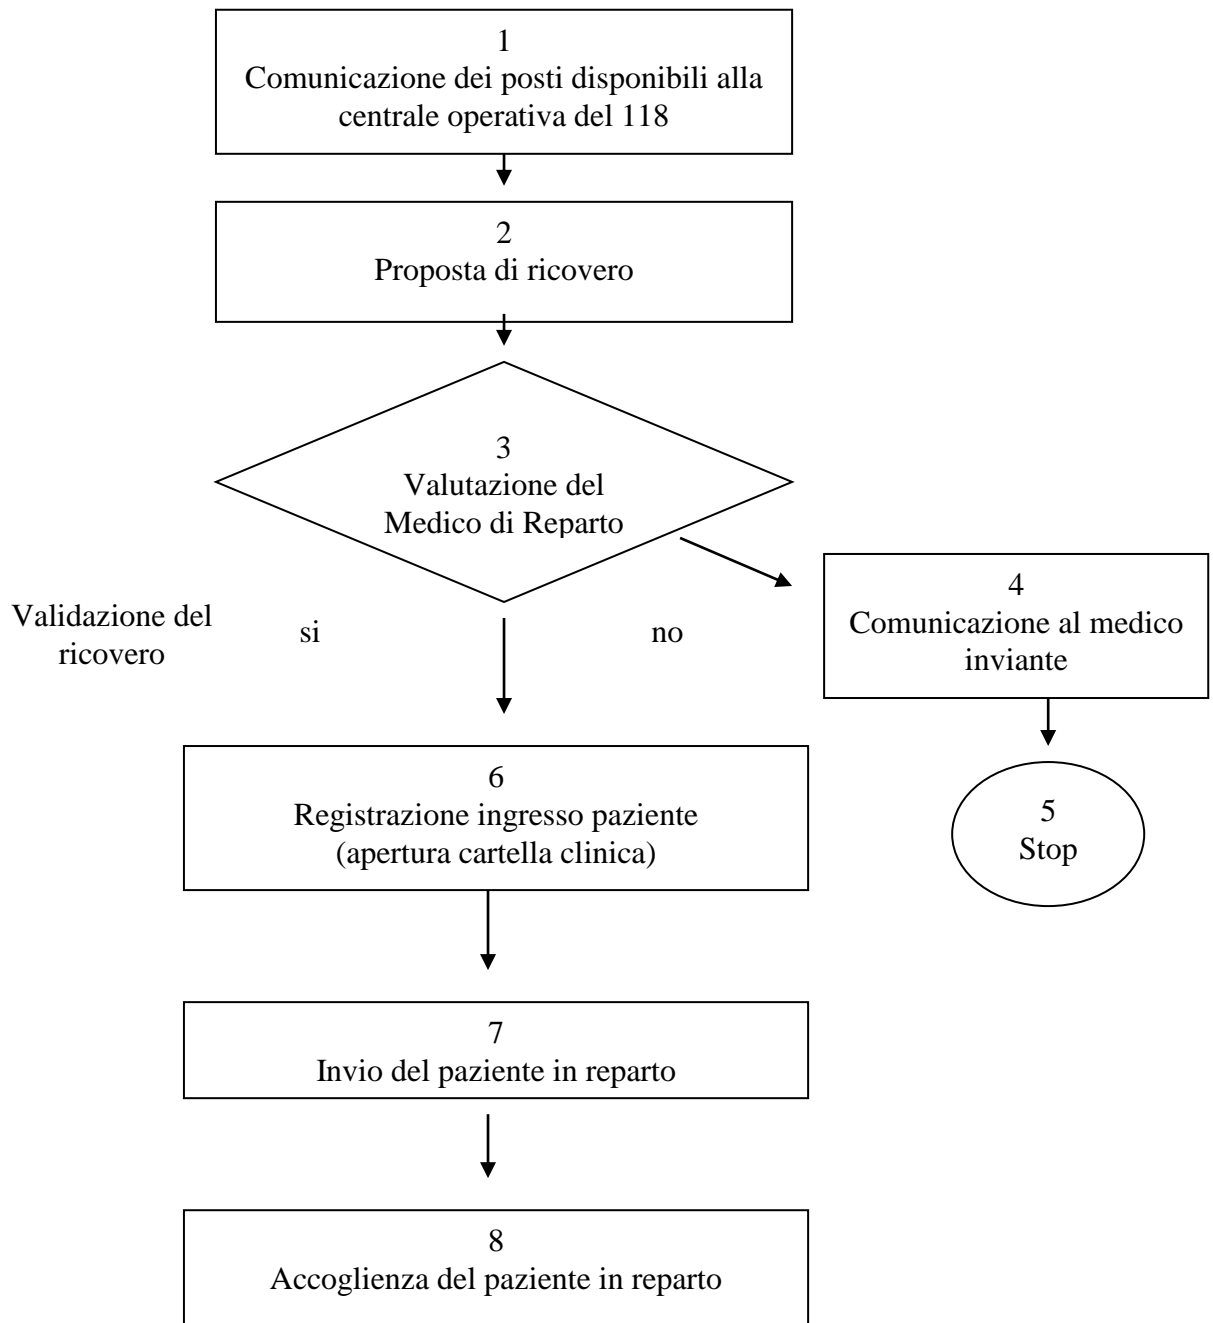 1
Comunicazione dei posti disponibili alla
centrale operativa del 118
2
Proposta di ricovero
3
Valutazione del
Medico di Reparto
Validazione del
ricovero
si
no
4
Comunicazione al medico
inviante
6
Registrazione ingresso paziente
(apertura cartella clinica)
5
Stop
7
Invio del paziente in reparto
8
Accoglienza del paziente in reparto